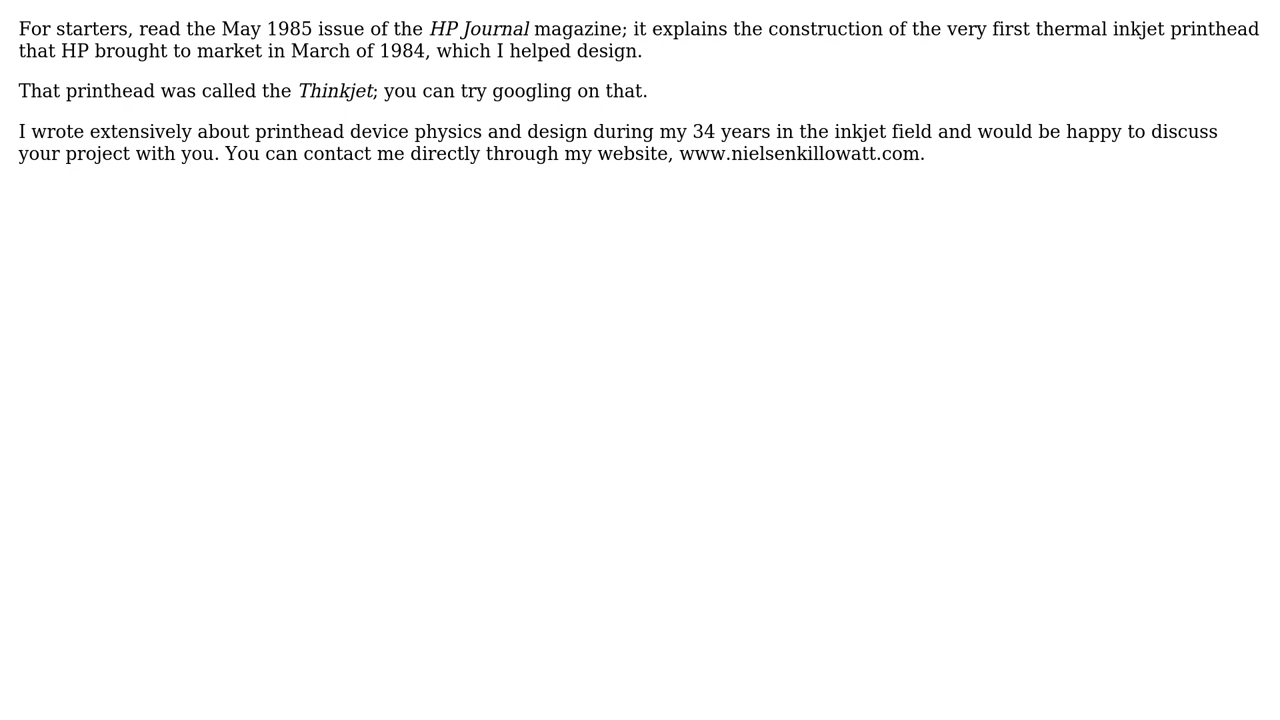 For starters, read the May 1985 issue of the HP Journal magazine; it explains the construction of the very first thermal inkjet printhead
that HP brought to market in March of 1984, which I helped design.
That printhead was called the Thinkjet; you can try googling on that.
I wrote extensively about printhead device physics and design during my 34 years in the inkjet field and would be happy to discuss
your project with you. You can contact me directly through my website, www.nielsenkillowatt.com.